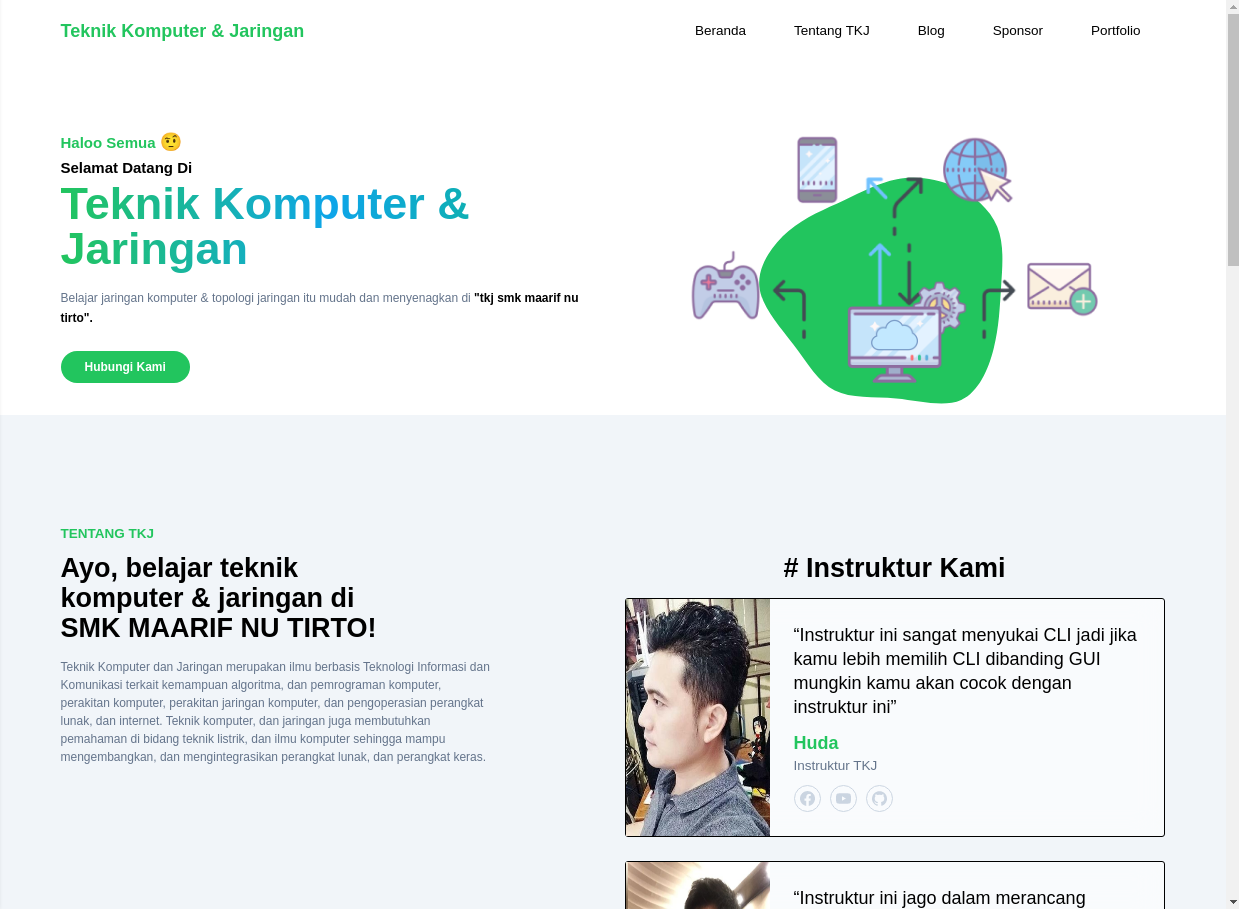 Teknik Komputer & Jaringan
Beranda
Tentang TKJ
Blog
Sponsor
Portfolio
Haloo Semua 🤨
Selamat Datang Di
Teknik Komputer &
Jaringan
Belajar jaringan komputer & topologi jaringan itu mudah dan menyenagkan di "tkj smk maarif nu
tirto".
Hubungi Kami
TENTANG TKJ
Ayo, belajar teknik
komputer & jaringan di
SMK MAARIF NU TIRTO!
Teknik Komputer dan Jaringan merupakan ilmu berbasis Teknologi Informasi dan
Komunikasi terkait kemampuan algoritma, dan pemrograman komputer,
perakitan komputer, perakitan jaringan komputer, dan pengoperasian perangkat
lunak, dan internet. Teknik komputer, dan jaringan juga membutuhkan
pemahaman di bidang teknik listrik, dan ilmu komputer sehingga mampu
mengembangkan, dan mengintegrasikan perangkat lunak, dan perangkat keras.
# Instruktur Kami
“Instruktur ini sangat menyukai CLI jadi jika
kamu lebih memilih CLI dibanding GUI
mungkin kamu akan cocok dengan
instruktur ini”
Huda
Instruktur TKJ
“Instruktur ini jago dalam merancang